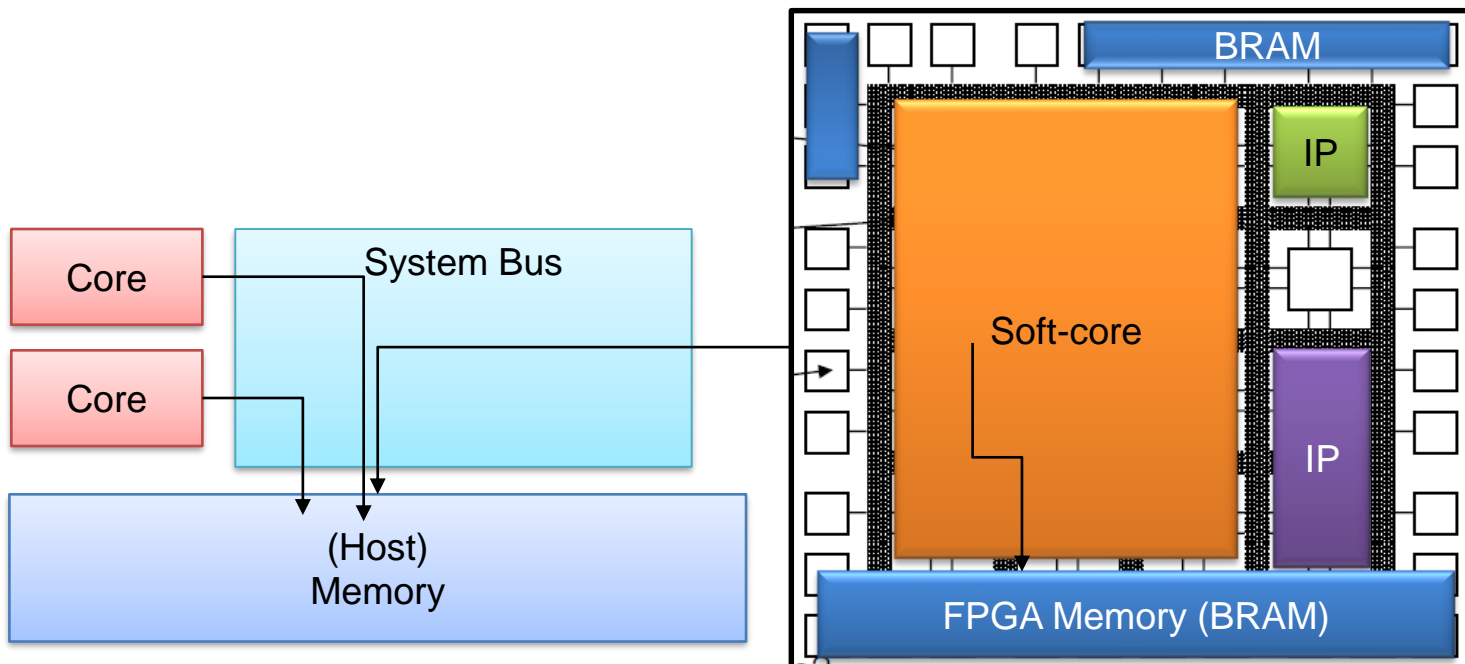 BRAM
IP
System Bus
Core
Soft-core
Core
IP
(Host)
Memory
FPGA Memory (BRAM)